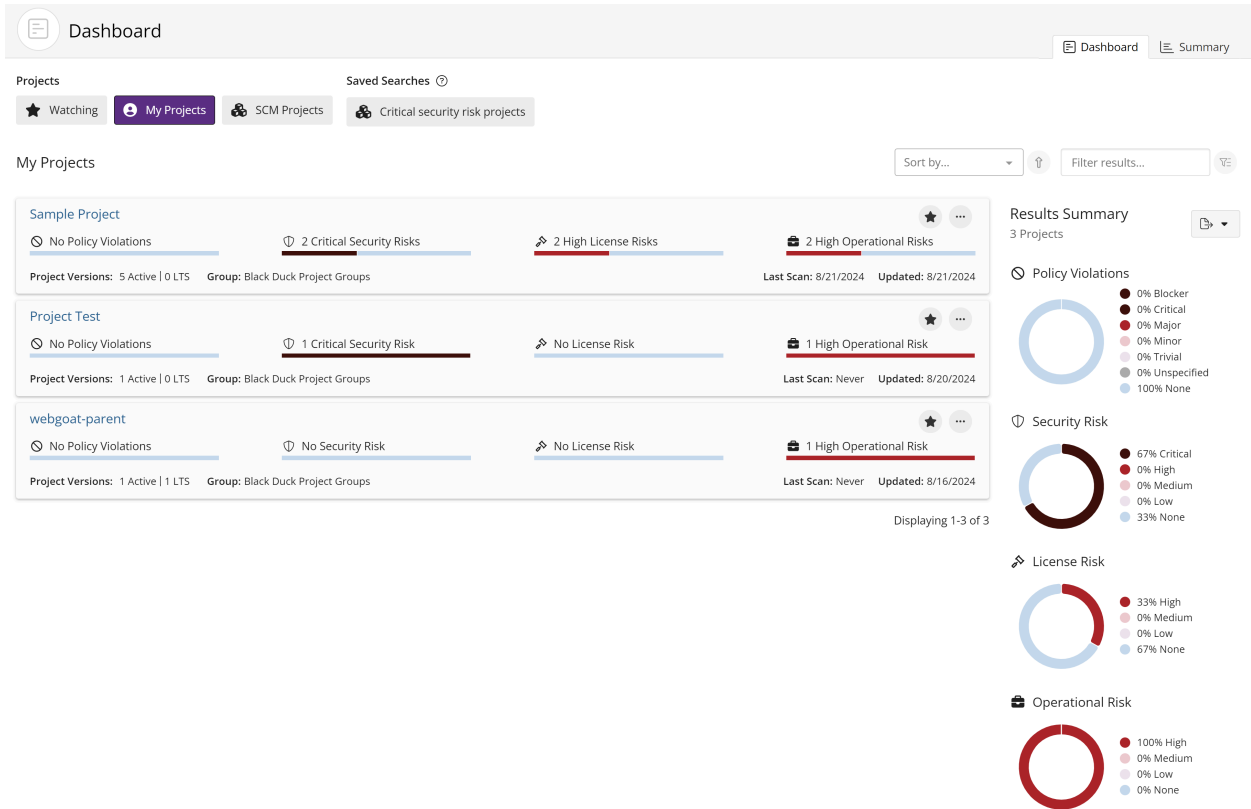 Dashboard
Dashboard Summary
Projects
Watching My Projects SCM Projects
Saved Searches
Critical security risk projects
My Projects
Sort by... Filter results...
Sample Project
No Policy Violations 2 Critical Security Risks 2 High License Risks 2 High Operational Risks
Project Versions: 5 Active | 0 LTS Group: Black Duck Project Groups Last Scan: 8/21/2024 Updated: 8/21/2024
Project Test
No Policy Violations 1 Critical Security Risk No License Risk 1 High Operational Risk
Project Versions: 1 Active | 0 LTS Group: Black Duck Project Groups Last Scan: Never Updated: 8/20/2024
webgoat-parent
No Policy Violations No Security Risk No License Risk 1 High Operational Risk
Project Versions: 1 Active | 1 LTS Group: Black Duck Project Groups Last Scan: Never Updated: 8/16/2024
Displaying 1-3 of 3
Results Summary
3 Projects
Policy Violations
0% Blocker
0% Critical
0% Major
0% Minor
0% Trivial
0% Unspecified
100% None
Security Risk
67% Critical
0% High
0% Medium
0% Low
33% None
License Risk
33% High
0% Medium
0% Low
67% None
Operational Risk
100% High
0% Medium
0% Low
0% None